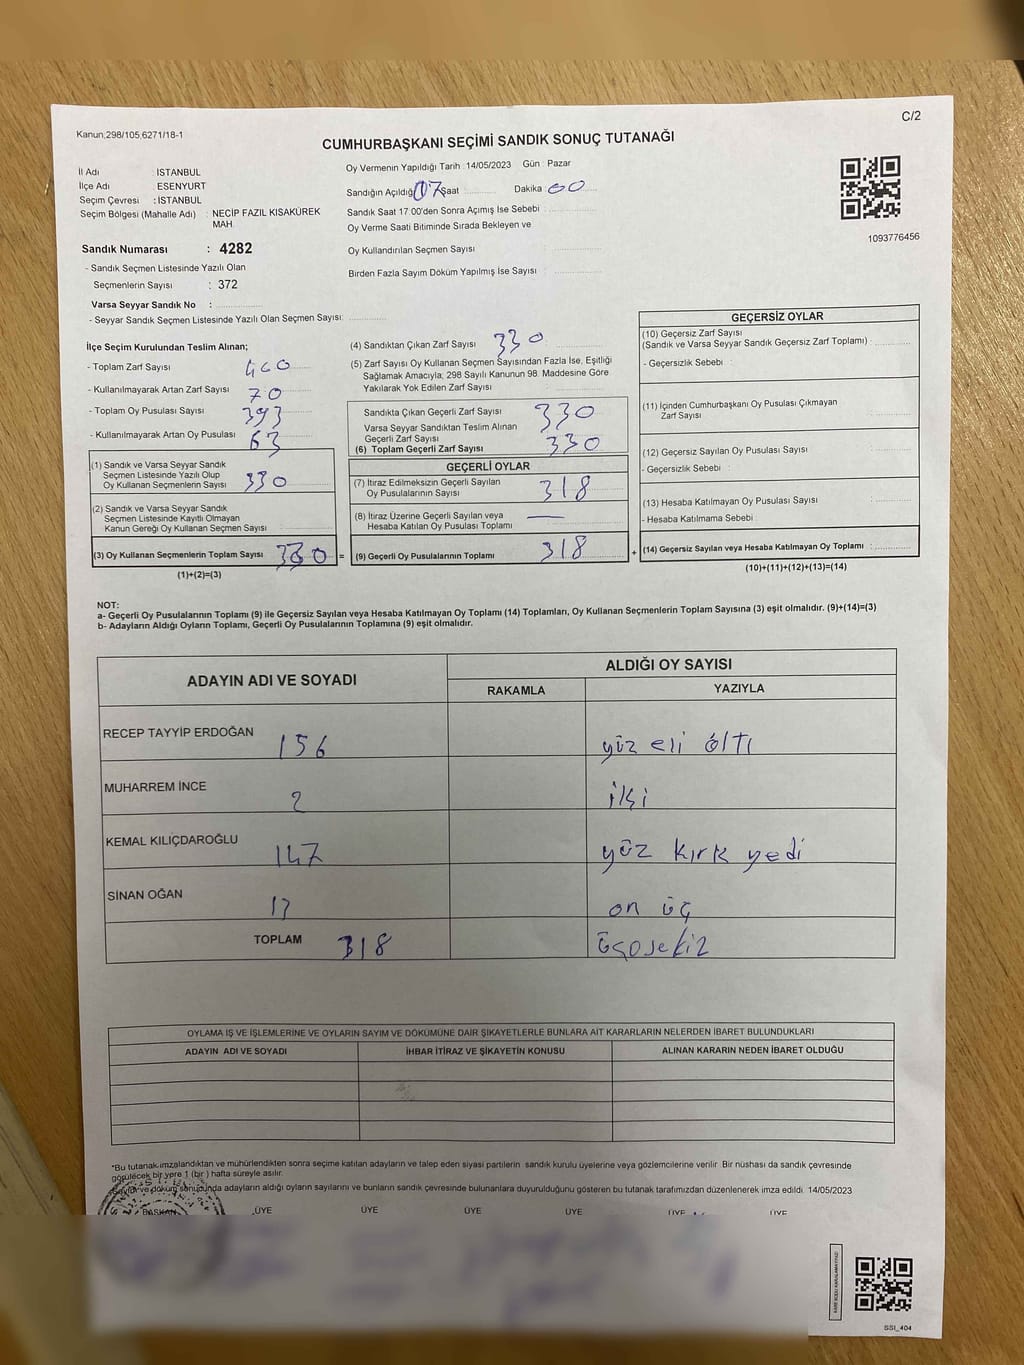 C/2
Kanun;298/105,6271/18-1
CUMHURBAŞKANI SEÇİMİ SANDIK SONUÇ TUTANAĞI
İl Adı İSTANBUL
İlçe Adı ESENYURT
Seçim Çevresi : İSTANBUL
Seçim Bölgesi (Mahalle Adı) : NECİP FAZIL KISAKÜREK
MAH.
Sandık Numarası : 4282
- Sandık Seçmen Listesinde Yazılı Olan
Seçmenlerin Sayısı : 372
Varsa Seyyar Sandık No :
- Seyyar Sandık Seçmen Listesinde Yazılı Olan Seçmen Sayısı:
Oy Vermenin Yapıldığı Tarih : 14/05/2023 Gün : Pazar
Sandığın Açıldığı 07 Saat Dakika : 00
Sandık Saat 17:00'den Sonra Açımış İse Sebebi :
Oy Verme Saati Bitiminde Sırada Bekleyen ve
Oy Kullandırılan Seçmen Sayısı
Birden Fazla Sayım Döküm Yapılmış İse Sayısı :
1093776456
İlçe Seçim Kurulundan Teslim Alınan;
- Toplam Zarf Sayısı 400
- Kullanılmayarak Artan Zarf Sayısı 70
- Toplam Oy Pusulası Sayısı 393
- Kullanılmayarak Artan Oy Pusulası 63
(1) Sandık ve Varsa Seyyar Sandık
Seçmen Listesinde Yazılı Olup
Oy Kullanan Seçmenlerin Sayısı 330
(2) Sandık ve Varsa Seyyar Sandık
Seçmen Listesinde Kayıtlı Olmayan
Kanun Gereği Oy Kullanan Seçmen Sayısı
(3) Oy Kullanan Seçmenlerin Toplam Sayısı 330 =
(1)+(2)=(3)
(4) Sandıktan Çıkan Zarf Sayısı 330
(5) Zarf Sayısı Oy Kullanan Seçmen Sayısından Fazla İse, Eşitliği
Sağlamak Amacıyla; 298 Sayılı Kanunun 98. Maddesine Göre
Yakılarak Yok Edilen Zarf Sayısı
Sandıkta Çıkan Geçerli Zarf Sayısı 330
Varsa Seyyar Sandıktan Teslim Alınan
Geçerli Zarf Sayısı
(6) Toplam Geçerli Zarf Sayısı 330
GEÇERLİ OYLAR
(7) İtiraz Edilmeksizin Geçerli Sayılan
Oy Pusulalarının Sayısı 318
(8) İtiraz Üzerine Geçerli Sayılan veya
Hesaba Katılan Oy Pusulası Toplamı —
(9) Geçerli Oy Pusulalarının Toplamı 318 +
GEÇERSİZ OYLAR
(10) Geçersiz Zarf Sayısı
(Sandık ve Varsa Seyyar Sandık Geçersiz Zarf Toplamı) :
- Geçersizlik Sebebi :
(11) İçinden Cumhurbaşkanı Oy Pusulası Çıkmayan
Zarf Sayısı
(12) Geçersiz Sayılan Oy Pusulası Sayısı :
- Geçersizlik Sebebi :
(13) Hesaba Katılmayan Oy Pusulası Sayısı :
- Hesaba Katılmama Sebebi :
(14) Geçersiz Sayılan veya Hesaba Katılmayan Oy Toplamı :
(10)+(11)+(12)+(13)=(14)
NOT:
a- Geçerli Oy Pusulalarının Toplamı (9) ile Geçersiz Sayılan veya Hesaba Katılmayan Oy Toplamı (14) Toplamları, Oy Kullanan Seçmenlerin Toplam Sayısına (3) eşit olmalıdır. (9)+(14)=(3)
b- Adayların Aldığı Oyların Toplamı, Geçerli Oy Pusulalarının Toplamına (9) eşit olmalıdır.
ADAYIN ADI VE SOYADI
ALDIĞI OY SAYISI
RAKAMLA YAZIYLA
RECEP TAYYİP ERDOĞAN 156 yüz eli altı
MUHARREM İNCE 2 iki
KEMAL KILIÇDAROĞLU 147 yüz kırk yedi
SİNAN OĞAN 13 on üç
TOPLAM 318
OYLAMA İŞ VE İŞLEMLERİNE VE OYLARIN SAYIM VE DÖKÜMÜNE DAİR ŞİKAYETLERLE BUNLARA AİT KARARLARIN NELERDEN İBARET BULUNDUKLARI
ADAYIN ADI VE SOYADI İHBAR İTİRAZ VE ŞİKAYETİN KONUSU ALINAN KARARIN NEDEN İBARET OLDUĞU
*Bu tutanak imzalandıktan ve mühürlendikten sonra seçime katılan adayların ve talep eden siyasi partilerin sandık kurulu üyelerine veya gözlemcilerine verilir. Bir nüshası da sandık çevresinde
görülecek bir yere 1 (bir) hafta süreyle asılır.
Sayım ve döküm sonucunda adayların aldığı oyların sayılarını ve bunların sandık çevresinde bulunanlara duyurulduğunu gösteren bu tutanak tarafımızdan düzenlenerek imza edildi. 14/05/2023
BAŞKAN ÜYE ÜYE ÜYE ÜYE ÜYE ÜYE
SSI_404